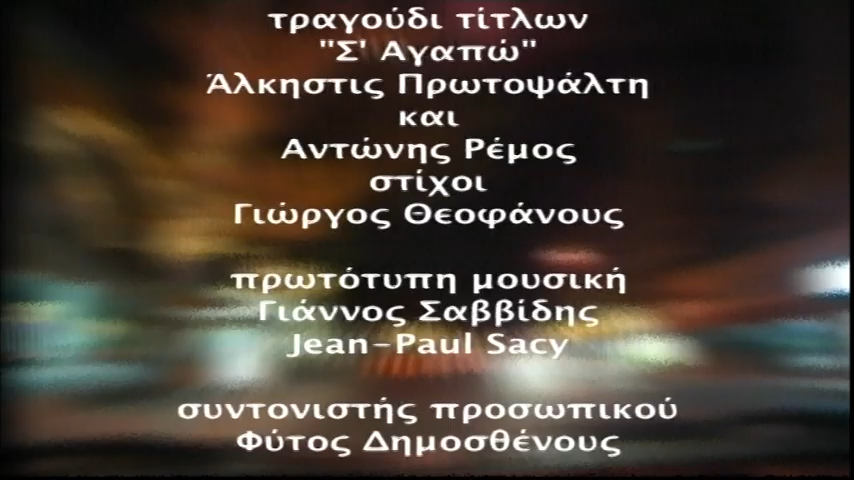 τραγούδι τίτλων
"Σ' Αγαπώ"
Άλκηστις Πρωτοψάλτη
και
Αντώνης Ρέμος
στίχοι
Γιώργος Θεοφάνους
πρωτότυπη μουσική
Γιάννος Σαββίδης
Jean-Paul Sacy
συντονιστής προσωπικού
Φύτος Δημοσθένους